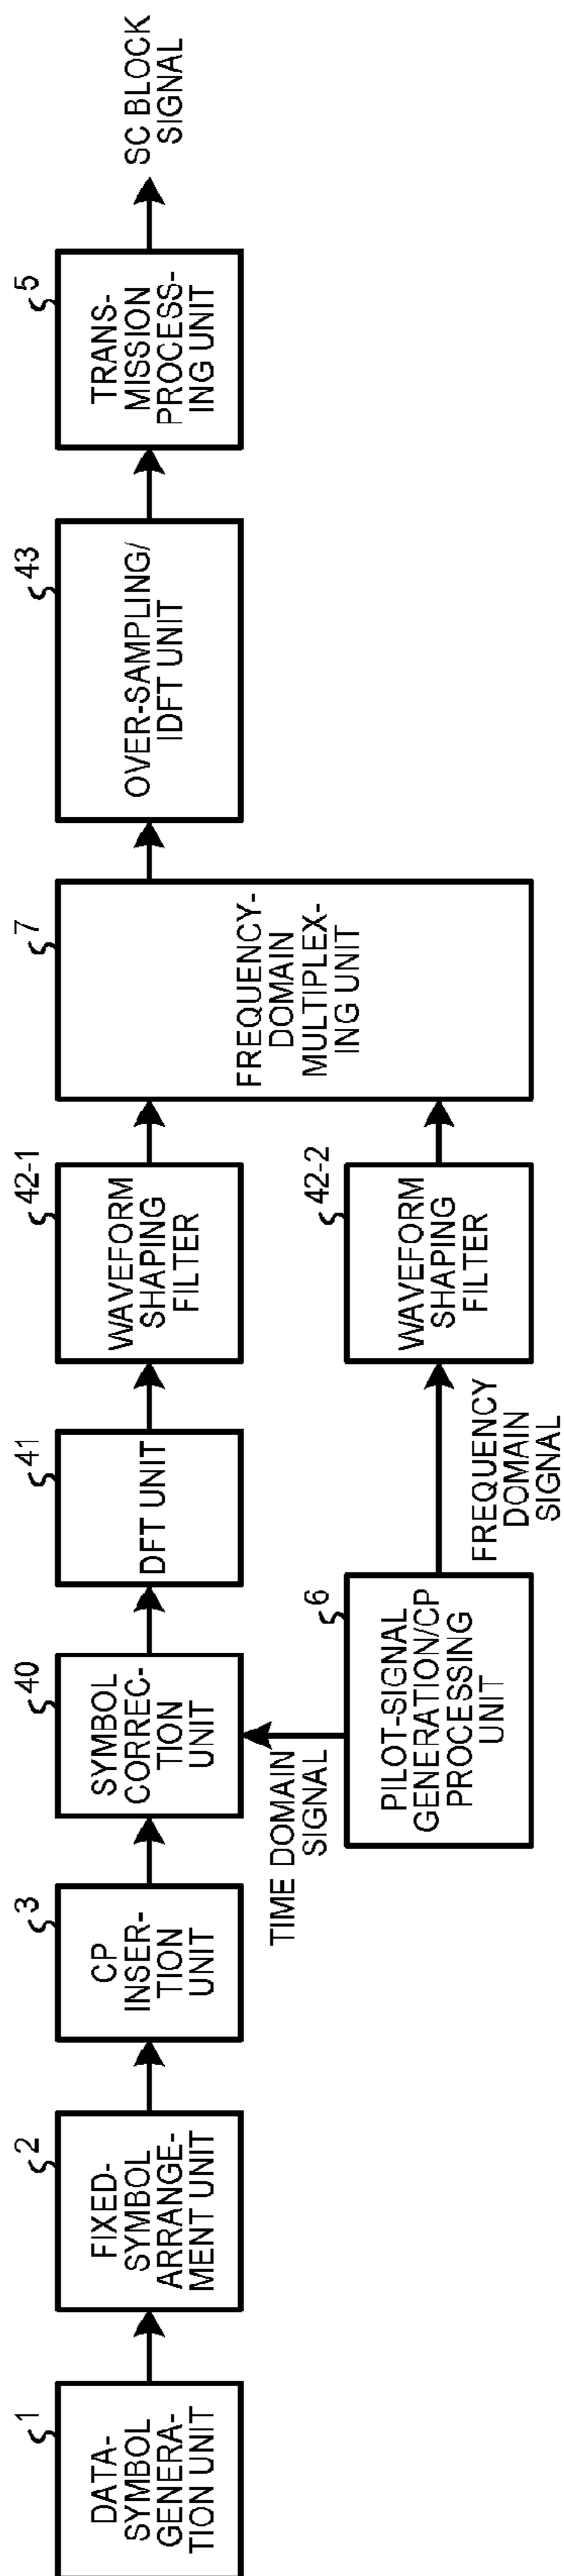 1
DATA-
SYMBOL
GENERA-
TION UNIT
2
FIXED-
SYMBOL
ARRANGE-
MENT UNIT
3
CP
INSER-
TION
UNIT
40
SYMBOL
CORREC-
TION
UNIT
41
DFT UNIT
42-1
WAVEFORM
SHAPING
FILTER
7
FREQUENCY-
DOMAIN
MULTIPLEX-
ING UNIT
43
OVER-SAMPLING/
IDFT UNIT
5
TRANS-
MISSION
PROCESS-
ING UNIT
SC BLOCK
SIGNAL
TIME DOMAIN
SIGNAL
6
PILOT-SIGNAL
GENERATION/CP
PROCESSING
UNIT
FREQUENCY
DOMAIN
SIGNAL
42-2
WAVEFORM
SHAPING
FILTER